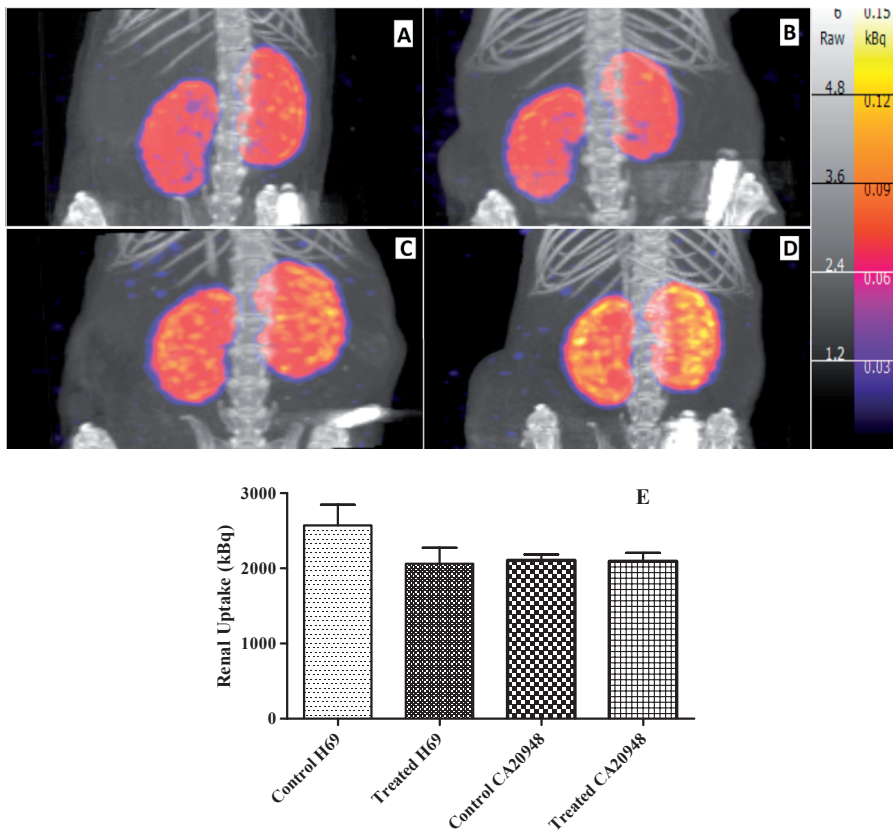 A
B
C
D
6 0.15
Raw kBq
4.8 0.12
3.6 0.09
2.4 0.06
1.2 0.03
E
Renal Uptake (kBq)
3000
2000
1000
0
Control H69
Treated H69
Control CA20948
Treated CA20948